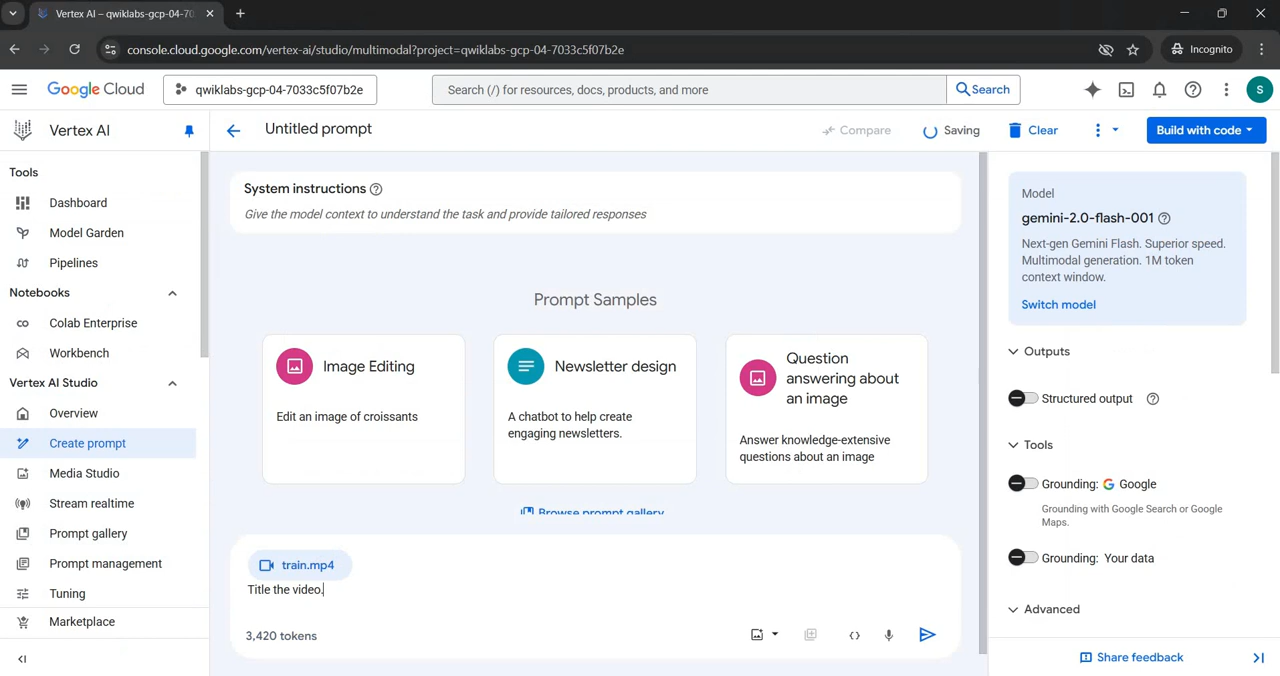 Vertex AI – qwiklabs-gcp-04-70
console.cloud.google.com/vertex-ai/studio/multimodal?project=qwiklabs-gcp-04-7033c5f07b2e
Incognito
Google Cloud
qwiklabs-gcp-04-7033c5f07b2e
Search (/) for resources, docs, products, and more
Search
S
Vertex AI
Untitled prompt
Compare
Saving
Clear
Build with code
Tools
Dashboard
Model Garden
Pipelines
Notebooks
Colab Enterprise
Workbench
Vertex AI Studio
Overview
Create prompt
Media Studio
Stream realtime
Prompt gallery
Prompt management
Tuning
Marketplace
System instructions
Give the model context to understand the task and provide tailored responses
Prompt Samples
Image Editing
Edit an image of croissants
Newsletter design
A chatbot to help create
engaging newsletters.
Question
answering about
an image
Answer knowledge-extensive
questions about an image
Browse prompt gallery
train.mp4
Title the video.
3,420 tokens
Model
gemini-2.0-flash-001
Next-gen Gemini Flash. Superior speed.
Multimodal generation. 1M token
context window.
Switch model
Outputs
Structured output
Tools
Grounding: Google
Grounding with Google Search or Google
Maps.
Grounding: Your data
Advanced
Share feedback